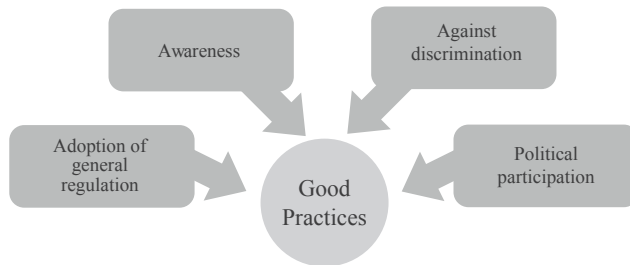 Awareness
Against
discrimination
Adoption of
general
regulation
Political
participation
Good
Practices